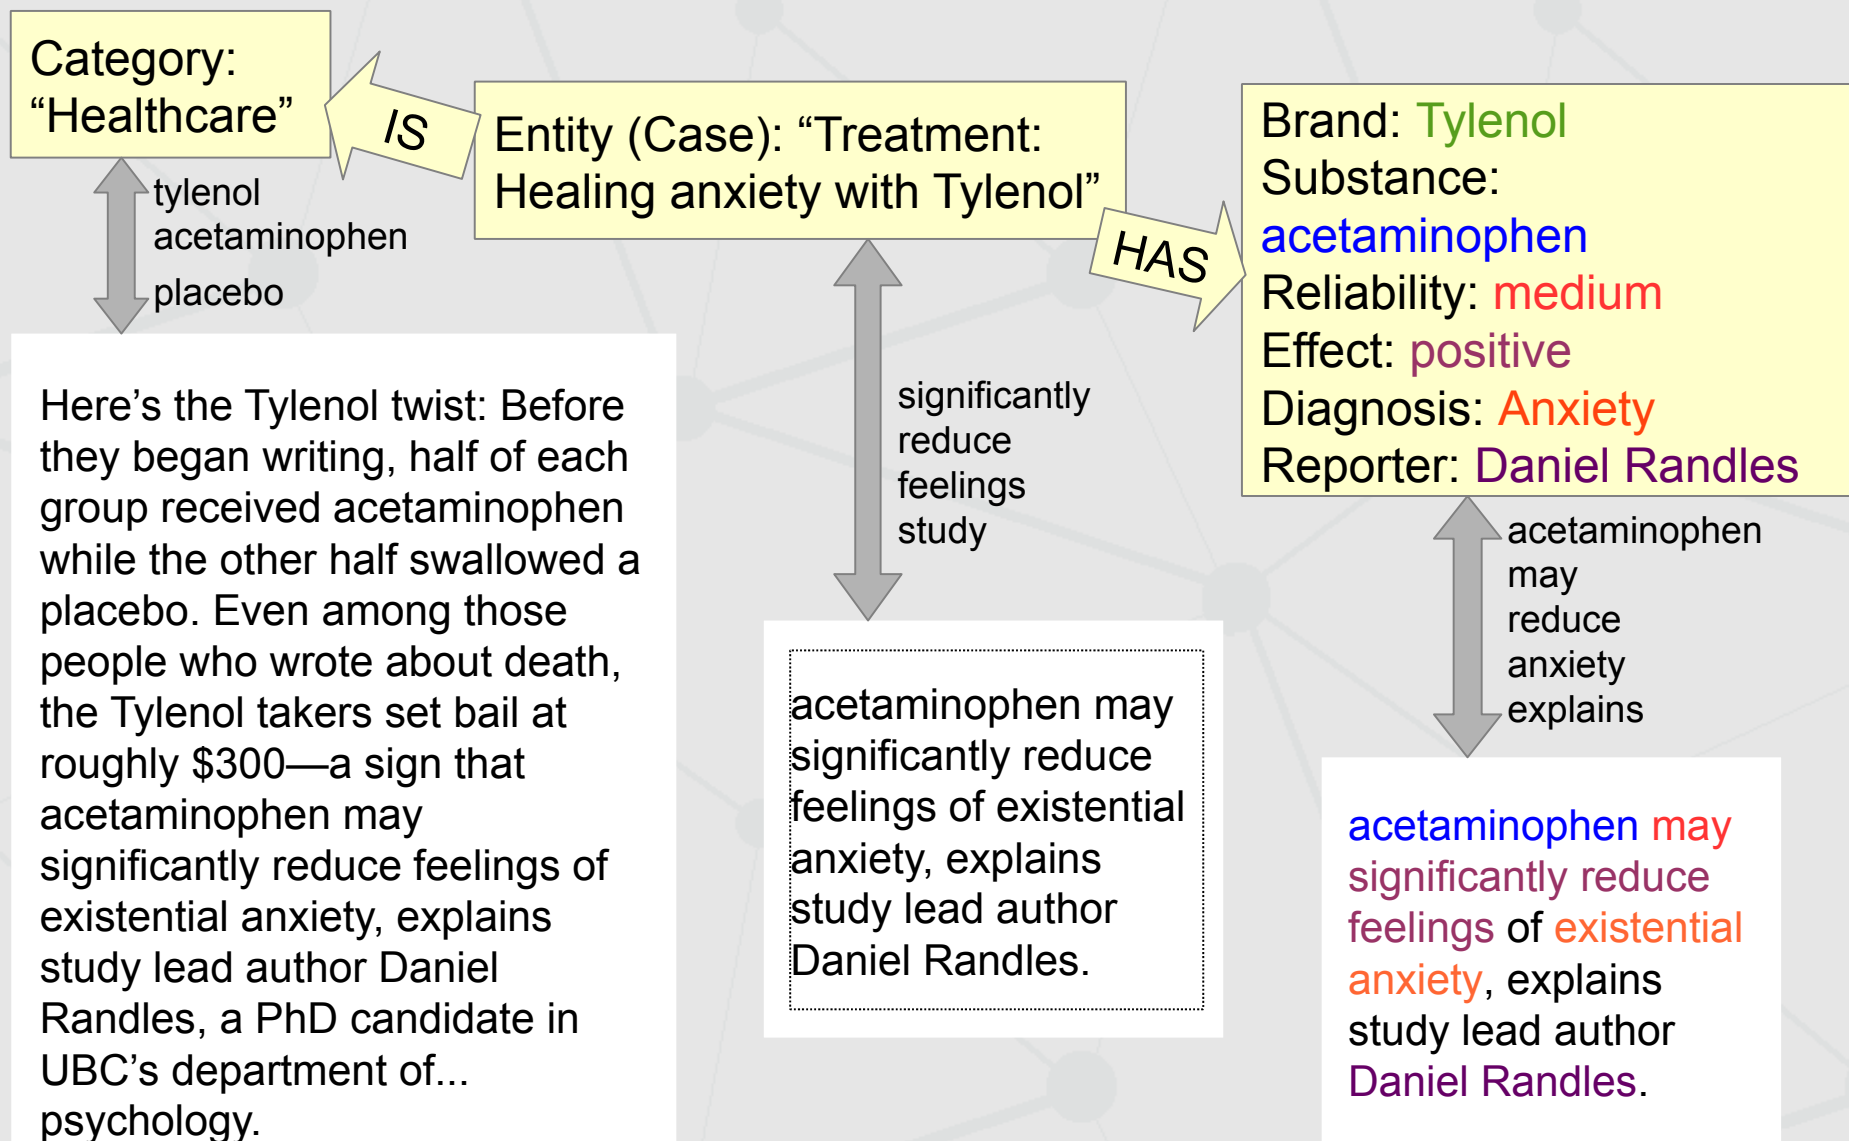 Category:
“Healthcare”
IS
Entity (Case): “Treatment:
Healing anxiety with Tylenol”
HAS
Brand: Tylenol
Substance:
acetaminophen
Reliability: medium
Effect: positive
Diagnosis: Anxiety
Reporter: Daniel Randles
tylenol
acetaminophen
placebo
Here’s the Tylenol twist: Before
they began writing, half of each
group received acetaminophen
while the other half swallowed a
placebo. Even among those
people who wrote about death,
the Tylenol takers set bail at
roughly $300—a sign that
acetaminophen may
significantly reduce feelings of
existential anxiety, explains
study lead author Daniel
Randles, a PhD candidate in
UBC’s department of...
psychology.
significantly
reduce
feelings
study
acetaminophen may
significantly reduce
feelings of existential
anxiety, explains
study lead author
Daniel Randles.
acetaminophen
may
reduce
anxiety
explains
acetaminophen may
significantly reduce
feelings of existential
anxiety, explains
study lead author
Daniel Randles.